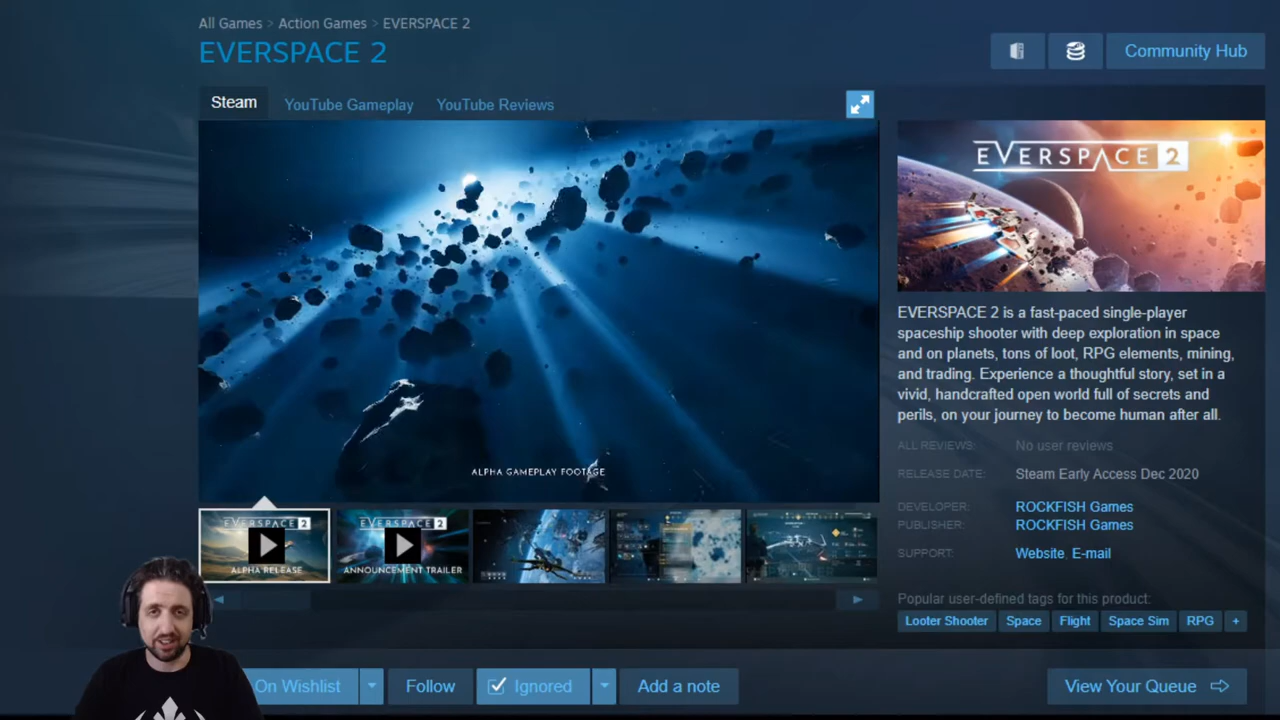 All Games > Action Games > EVERSPACE 2
EVERSPACE 2
Community Hub
Steam
YouTube Gameplay
YouTube Reviews
EVERSPACE 2
EVERSPACE 2 is a fast-paced single-player
spaceship shooter with deep exploration in space
and on planets, tons of loot, RPG elements, mining,
and trading. Experience a thoughtful story, set in a
vivid, handcrafted open world full of secrets and
perils, on your journey to become human after all.
ALL REVIEWS: No user reviews
RELEASE DATE: Steam Early Access Dec 2020
DEVELOPER: ROCKFISH Games
PUBLISHER: ROCKFISH Games
SUPPORT: Website, E-mail
Popular user-defined tags for this product:
Looter Shooter Space Flight Space Sim RPG +
ALPHA GAMEPLAY FOOTAGE
EVERSPACE 2
ALPHA RELEASE
EVERSPACE 2
ANNOUNCEMENT TRAILER
On Wishlist
Follow
Ignored
Add a note
View Your Queue